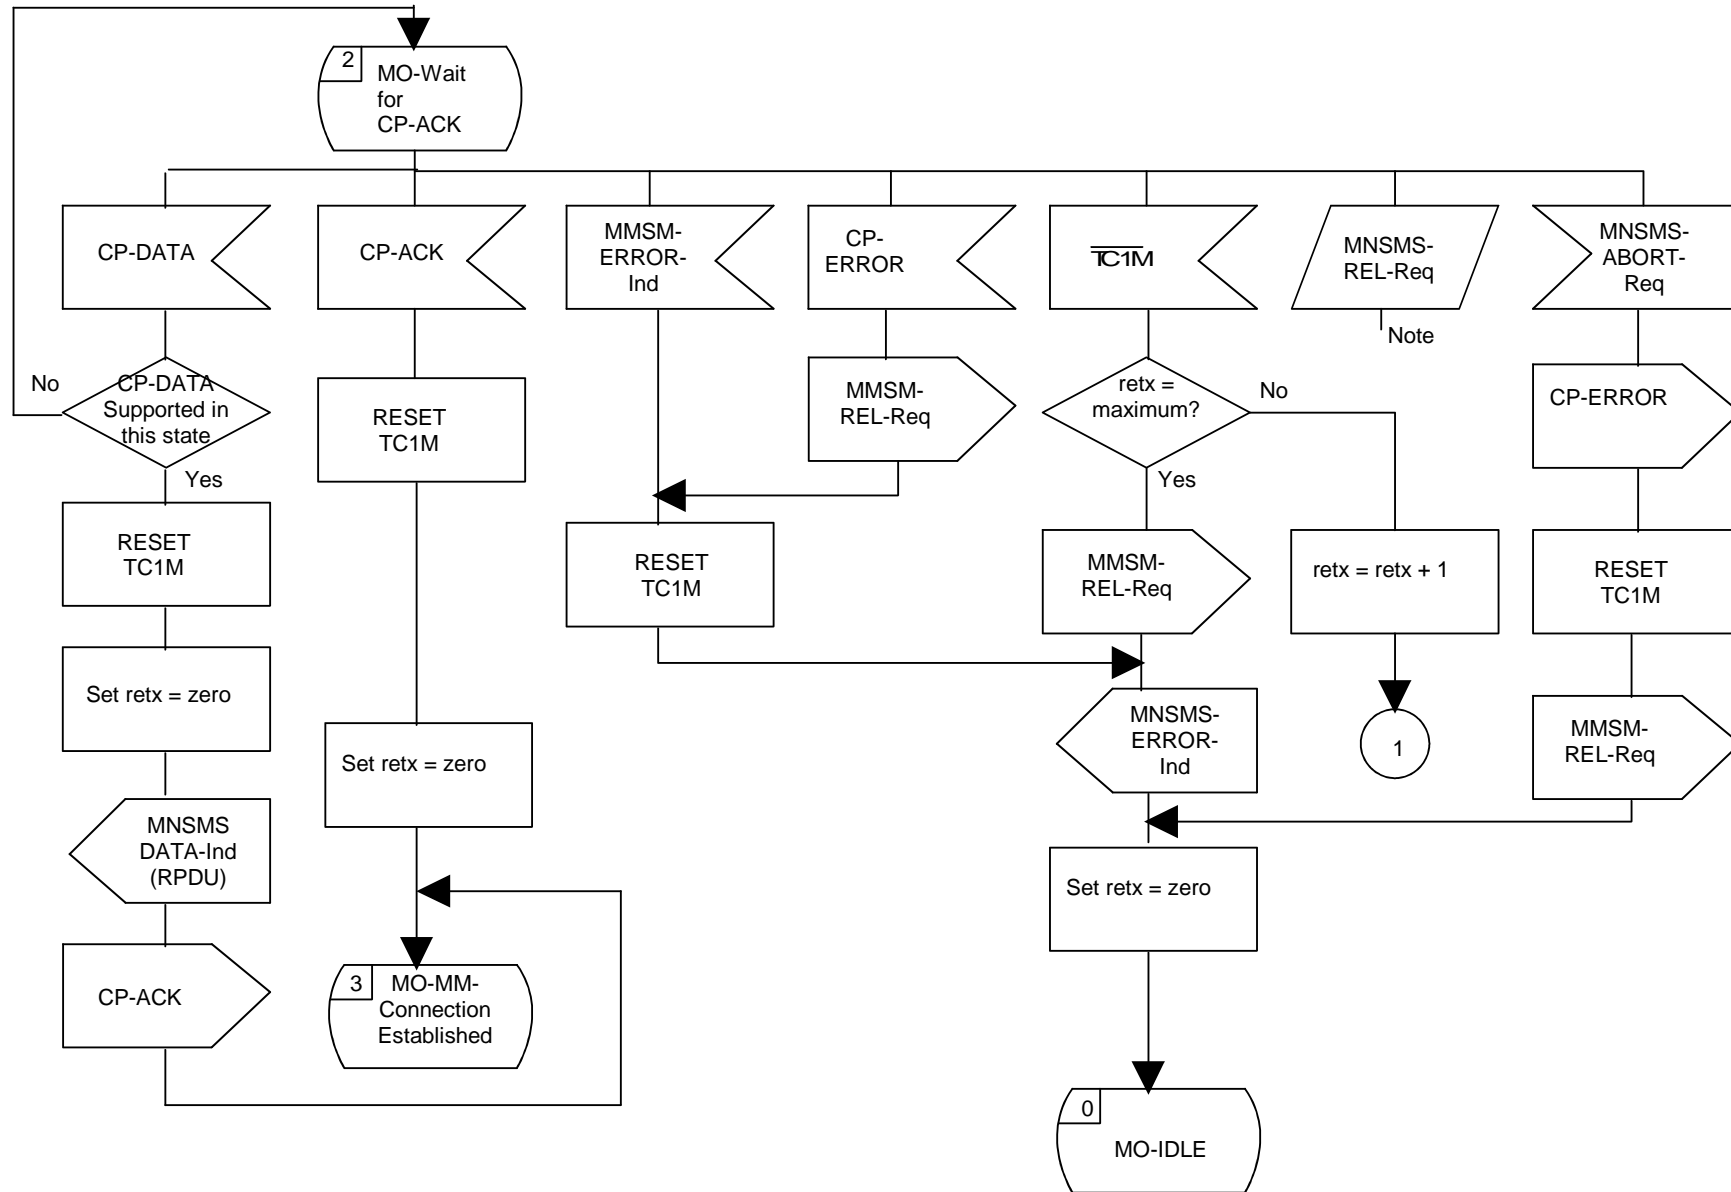 2
MO-Wait
for
CP-ACK
CP-DATA
CP-ACK
MMSM-
ERROR-
Ind
CP-
ERROR
TC1M
MNSMS-
REL-Req
Note
MNSMS-
ABORT-
Req
No
CP-DATA
Supported in
this state
Yes
RESET
TC1M
MMSM-
REL-Req
retx =
maximum?
No
Yes
CP-ERROR
RESET
TC1M
RESET
TC1M
MMSM-
REL-Req
retx = retx + 1
RESET
TC1M
Set retx = zero
Set retx = zero
MNSMS-
ERROR-
Ind
1
MMSM-
REL-Req
MNSMS
DATA-Ind
(RPDU)
Set retx = zero
CP-ACK
3
MO-MM-
Connection
Established
0
MO-IDLE